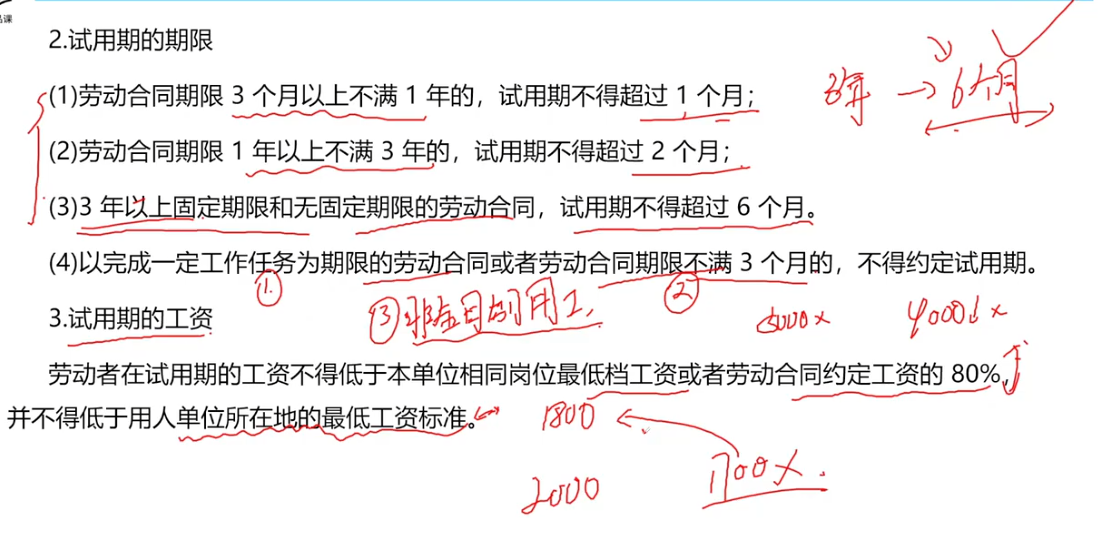 品课
2.试用期的期限
(1)劳动合同期限 3 个月以上不满 1 年的，试用期不得超过 1 个月；
3年 → 6个月
(2)劳动合同期限 1 年以上不满 3 年的，试用期不得超过 2 个月；
(3)3 年以上固定期限和无固定期限的劳动合同，试用期不得超过 6 个月。
(4)以完成一定工作任务为期限的劳动合同或者劳动合同期限不满 3 个月的，不得约定试用期。
① ③非全日制用工 ②
3.试用期的工资
5000× 4000↓×
劳动者在试用期的工资不得低于本单位相同岗位最低档工资或者劳动合同约定工资的 80%，
并不得低于用人单位所在地的最低工资标准。 1800
2000 1700×